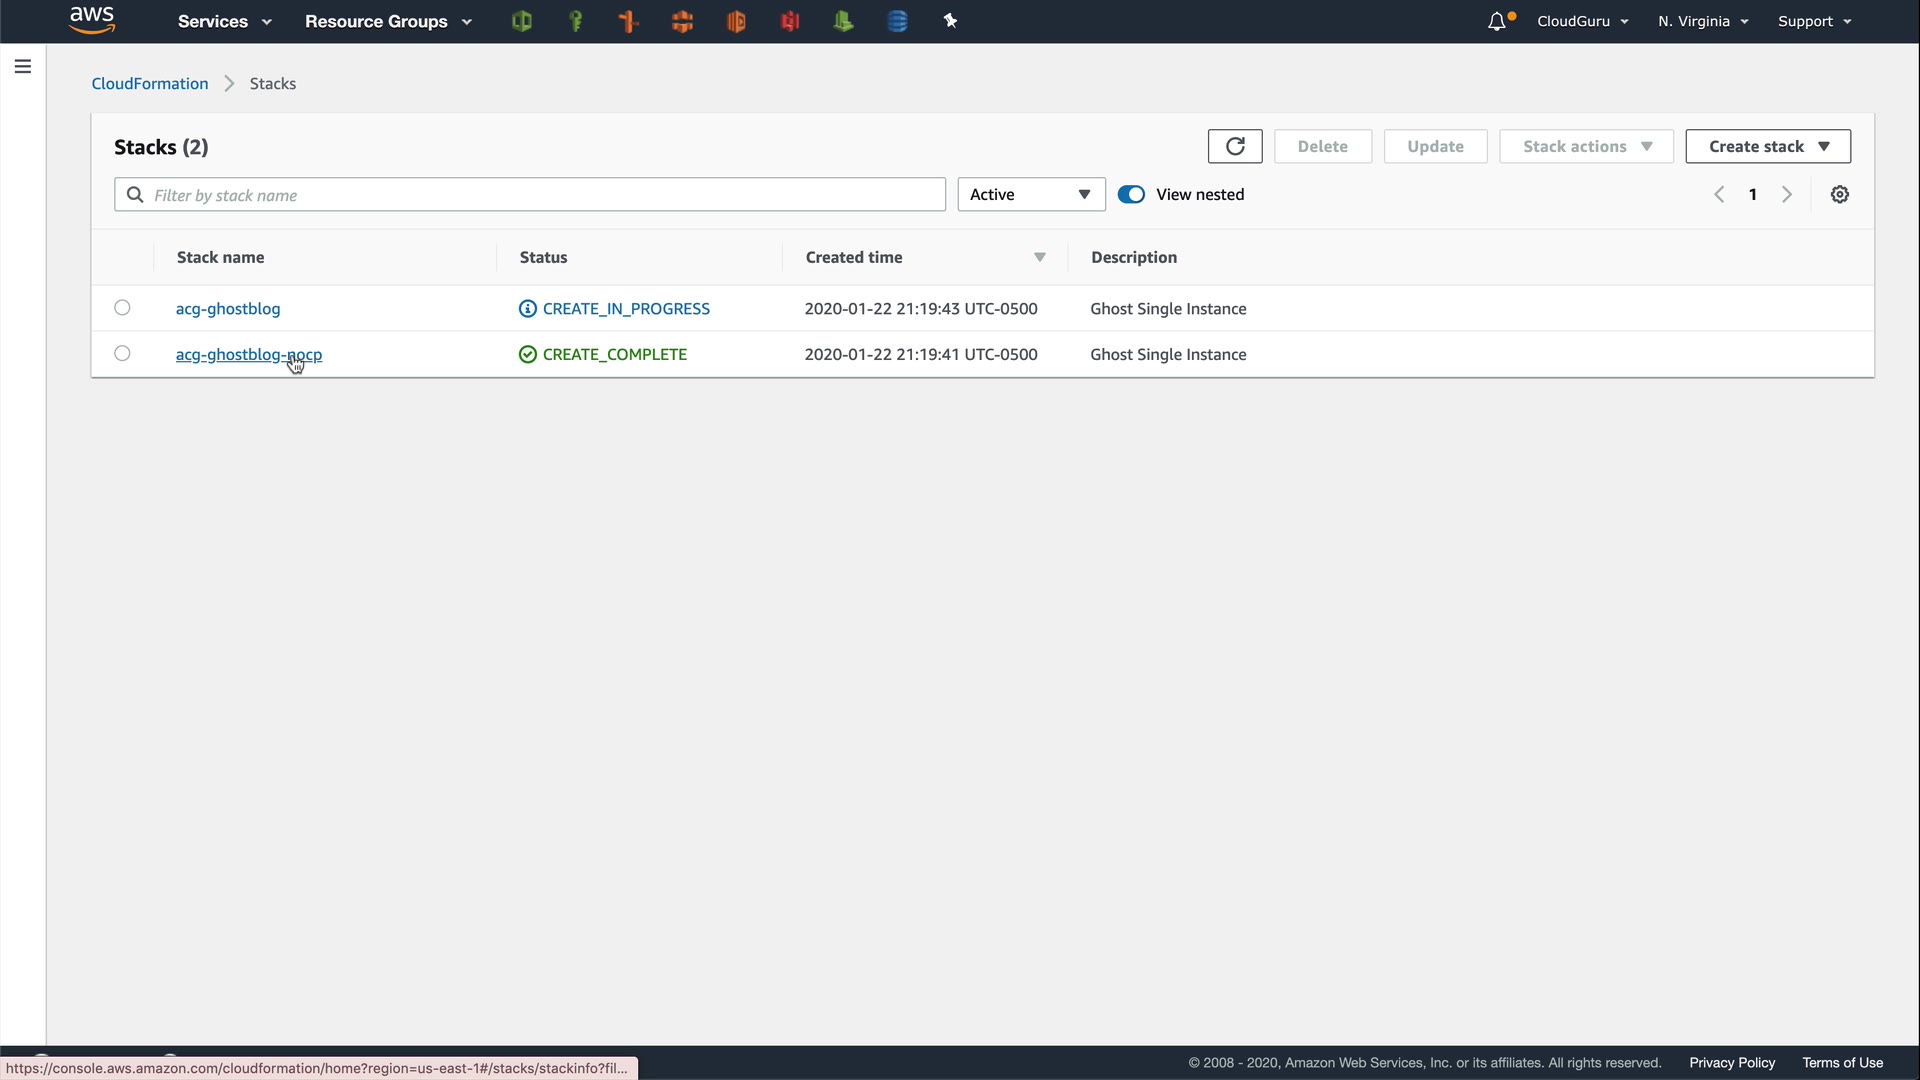 aws Services Resource Groups CloudGuru N. Virginia Support
CloudFormation Stacks
Stacks (2) Delete Update Stack actions Create stack
Filter by stack name Active View nested 1
Stack name Status Created time Description
acg-ghostblog CREATE_IN_PROGRESS 2020-01-22 21:19:43 UTC-0500 Ghost Single Instance
acg-ghostblog-nocp CREATE_COMPLETE 2020-01-22 21:19:41 UTC-0500 Ghost Single Instance
https://console.aws.amazon.com/cloudformation/home?region=us-east-1#/stacks/stackinfo?fil... © 2008 - 2020, Amazon Web Services, Inc. or its affiliates. All rights reserved. Privacy Policy Terms of Use